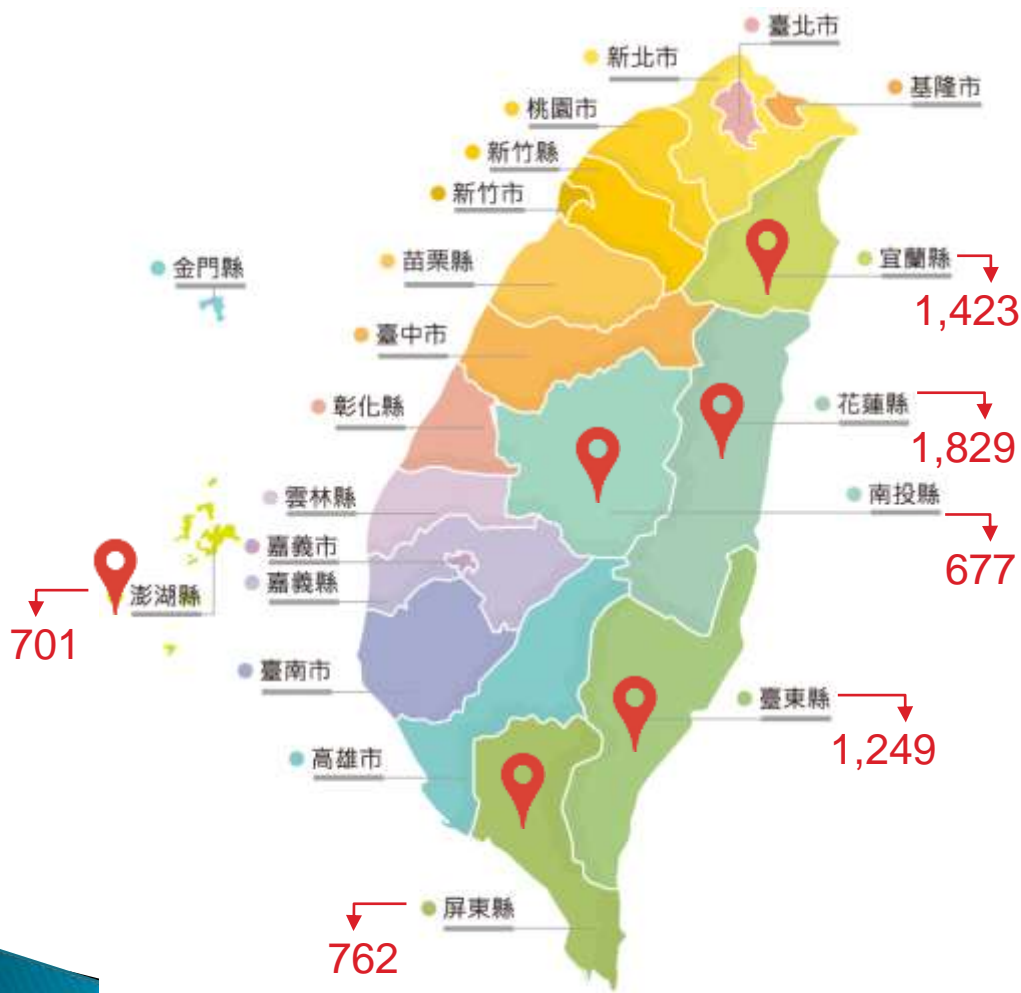 臺北市
新北市
基隆市
桃園市
新竹縣
新竹市
宜蘭縣
1,423
苗栗縣
金門縣
臺中市
彰化縣
花蓮縣
1,829
雲林縣
南投縣
677
嘉義市
嘉義縣
澎湖縣
701
臺南市
臺東縣
1,249
高雄市
屏東縣
762